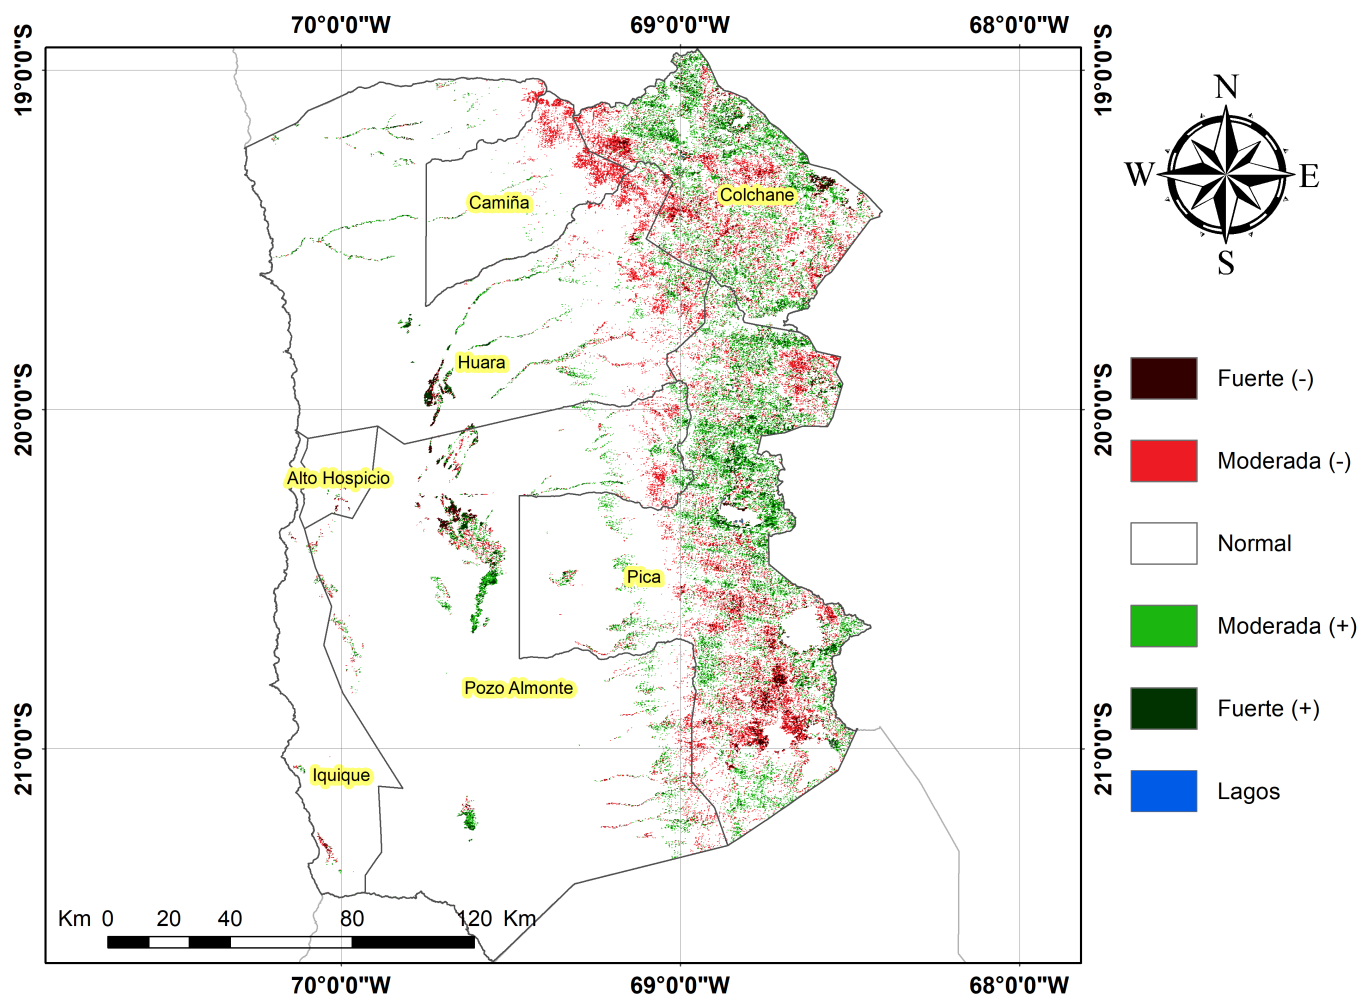 70°0'0"W 69°0'0"W 68°0'0"W
19°0'0"S 19°0'0"S
N
W E
S
Camiña
Colchane
Huara
Fuerte (-)
20°0'0"S 20°0'0"S
Moderada (-)
Alto Hospicio
Normal
Pica
Moderada (+)
Pozo Almonte
Fuerte (+)
21°0'0"S 21°0'0"S
Iquique
Lagos
Km 0 20 40 80 120 Km
70°0'0"W 69°0'0"W 68°0'0"W